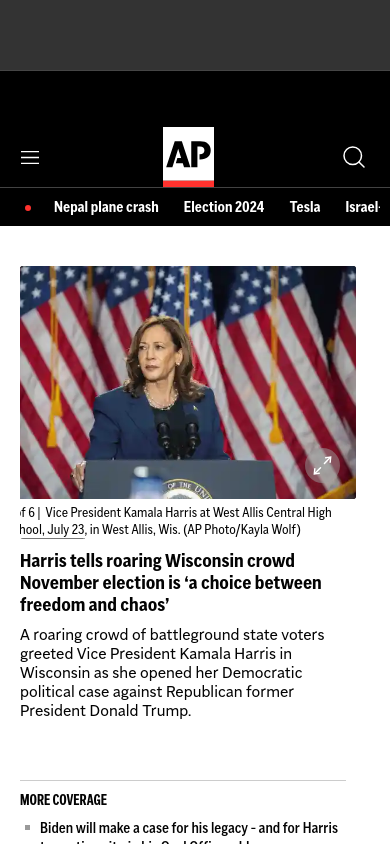 AP
Nepal plane crash Election 2024 Tesla Israel-
OF THE
of 6 | Vice President Kamala Harris at West Allis Central High
hool, July 23, in West Allis, Wis. (AP Photo/Kayla Wolf)
Harris tells roaring Wisconsin crowd
November election is ‘a choice between
freedom and chaos’
A roaring crowd of battleground state voters
greeted Vice President Kamala Harris in
Wisconsin as she opened her Democratic
political case against Republican former
President Donald Trump.
MORE COVERAGE
Biden will make a case for his legacy - and for Harris